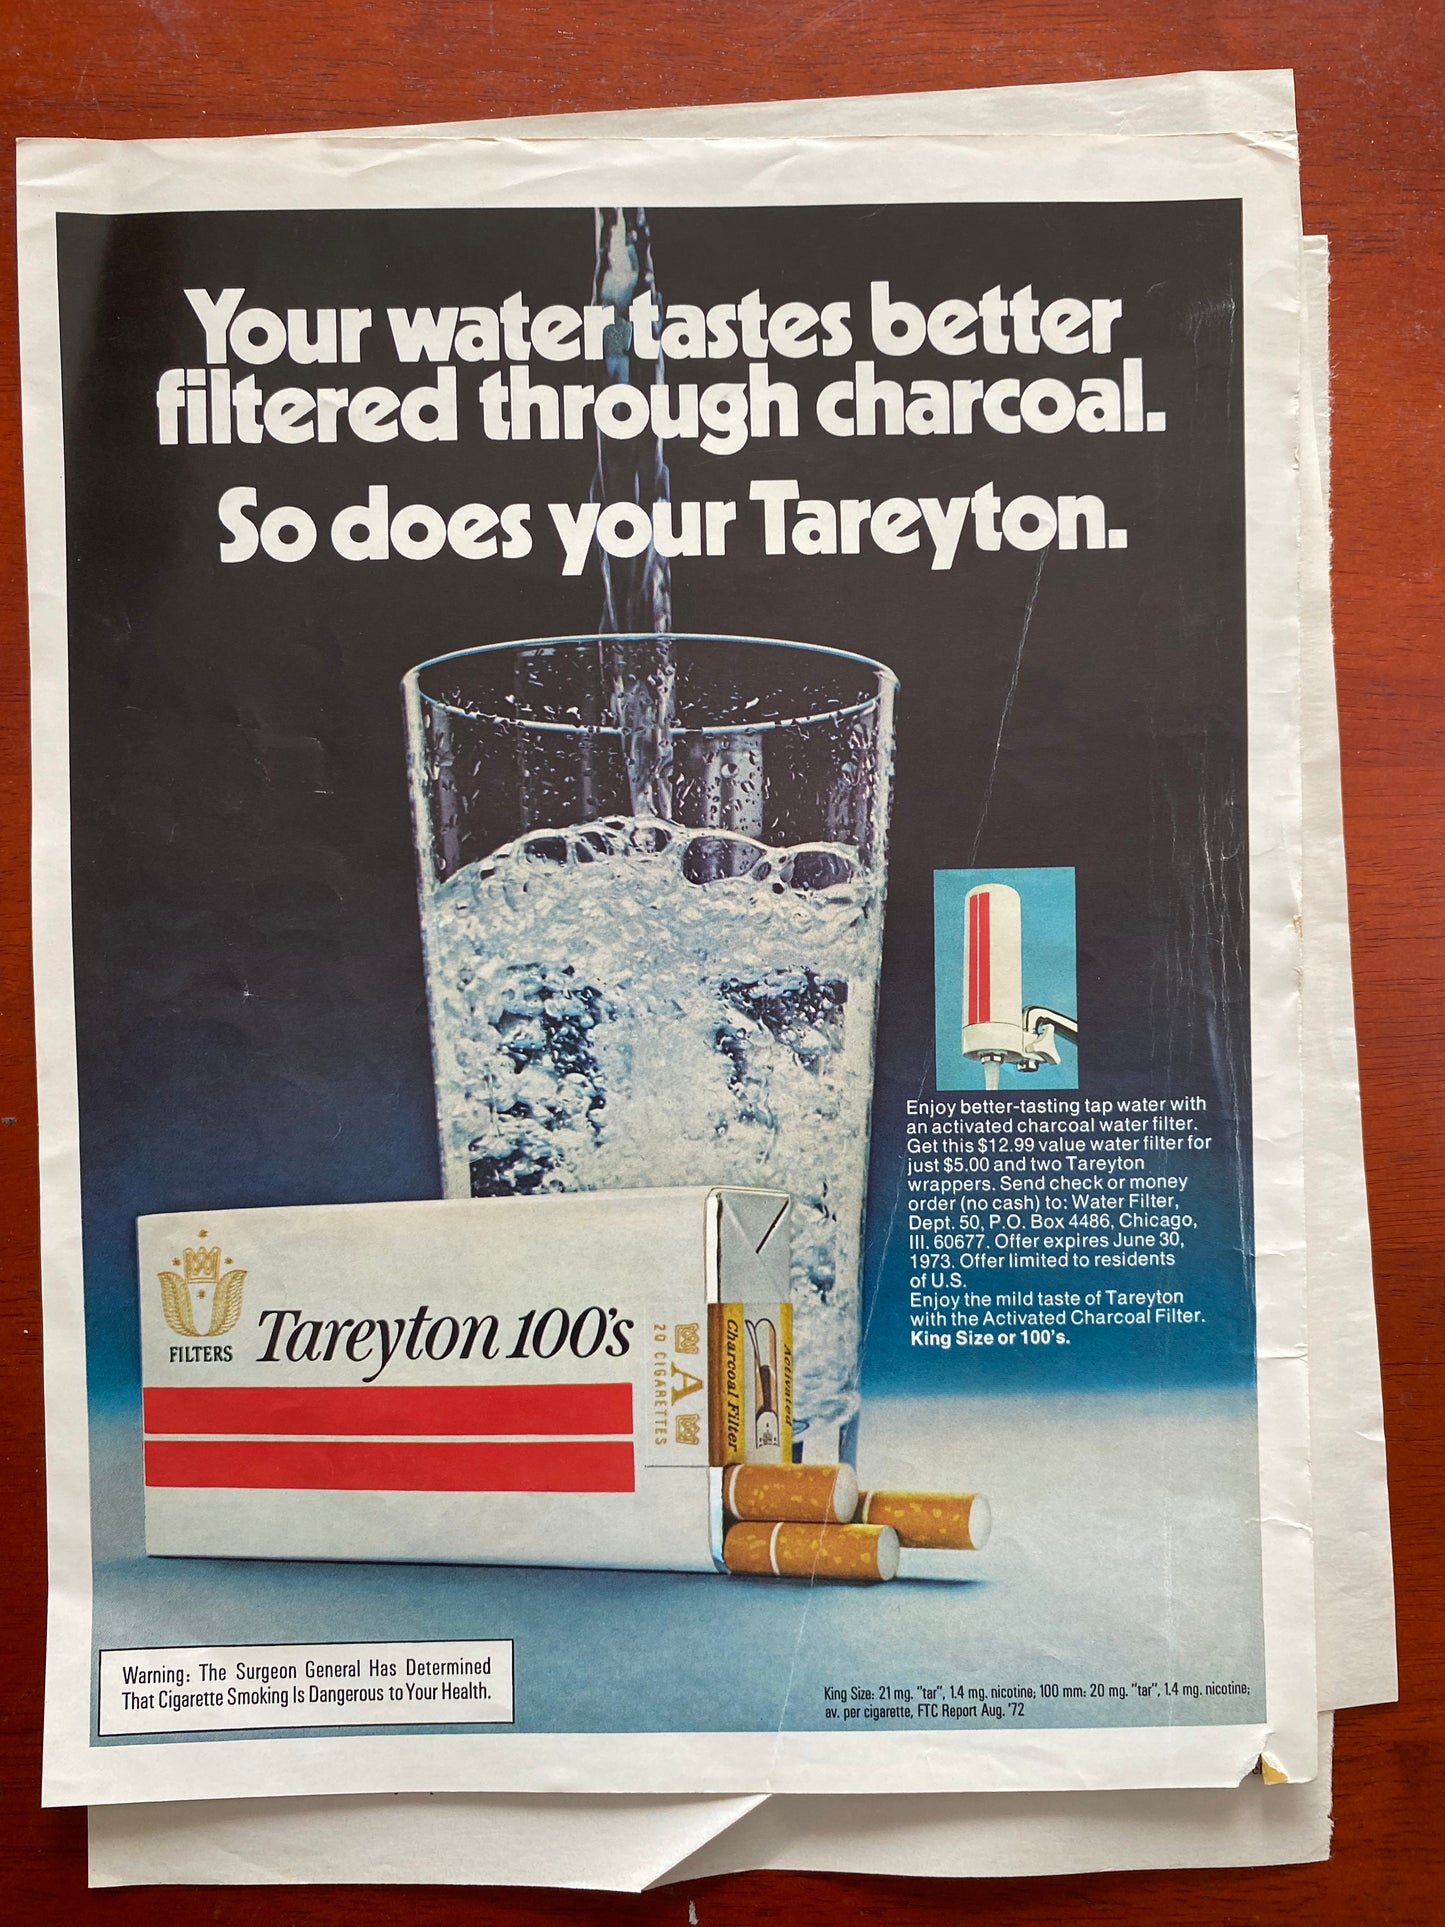 Your water tastes better
filtered through charcoal.
So does your Tareyton.
Enjoy better-tasting tap water with
an activated charcoal water filter.
Get this $12.99 value water filter for
just $5.00 and two Tareyton
wrappers. Send check or money
order (no cash) to: Water Filter,
Dept. 50, P.O. Box 4486, Chicago,
Ill. 60677. Offer expires June 30,
1973. Offer limited to residents
of U.S.
Enjoy the mild taste of Tareyton
with the Activated Charcoal Filter.
King Size or 100's.
FILTERS
Tareyton 100's
20 CIGARETTES
A
Activated
Charcoal Filter
Warning: The Surgeon General Has Determined
That Cigarette Smoking Is Dangerous to Your Health.
King Size: 21 mg. "tar", 1.4 mg. nicotine; 100 mm: 20 mg. "tar", 1.4 mg. nicotine;
av. per cigarette, FTC Report Aug. '72